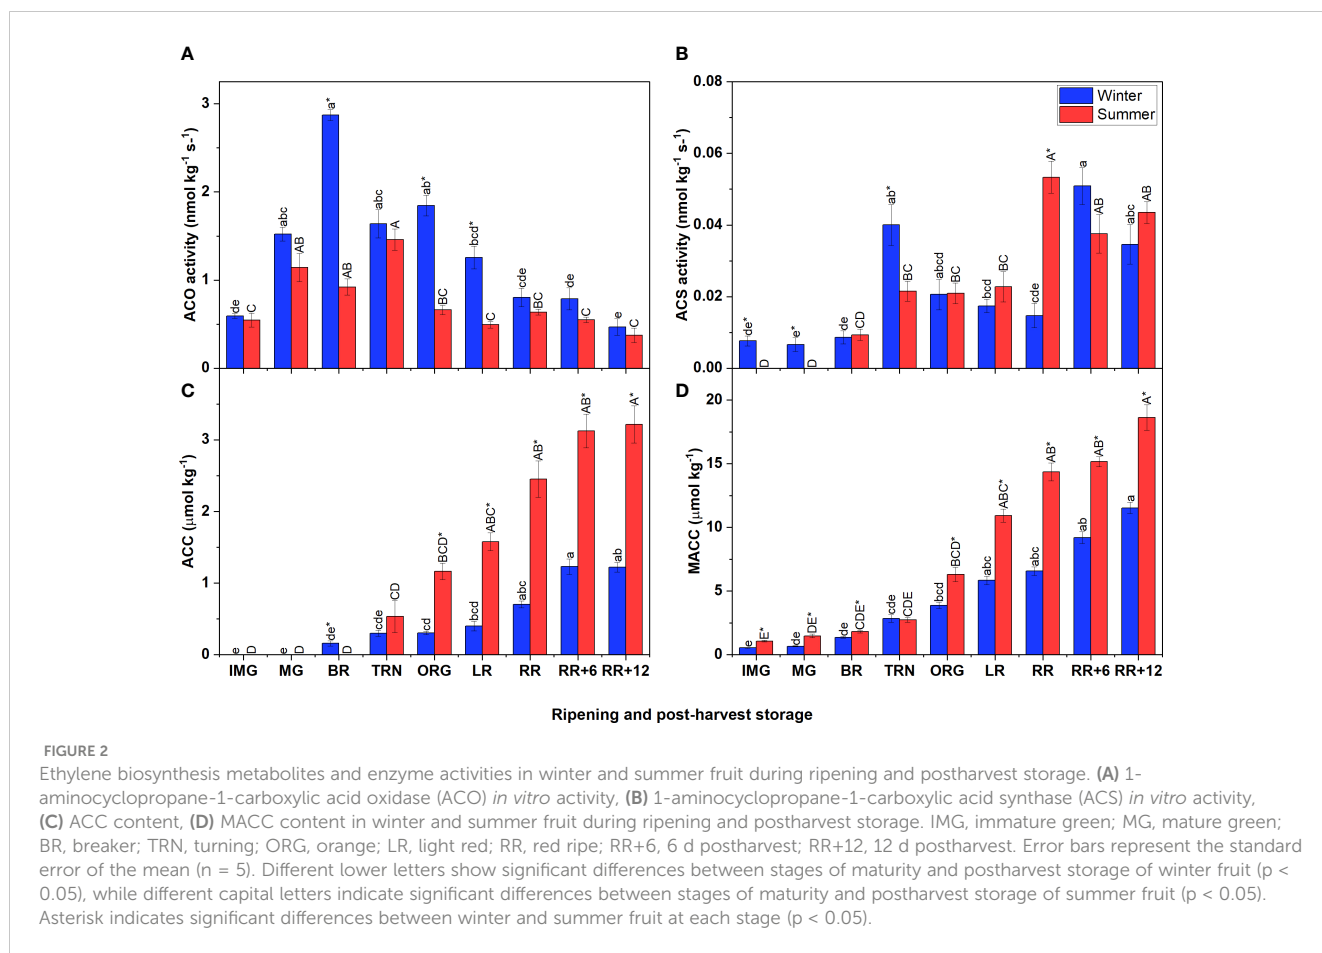 A
ACO activity (nmol kg-1 s-1)
3
2
1
0
de
C
abc
AB
a*
AB
abc
A
ab*
BC
bcd*
C
cde
BC
de
C
e
C
B
ACS activity (nmol kg-1 s-1)
0.08
0.06
0.04
0.02
0.00
Winter
Summer
de*
D
e*
D
de
CD
ab*
BC
abcd
BC
bcd
BC
cde
A*
a
AB
abc
AB
C
ACC (μmol kg-1)
3
2
1
0
e
D
e
D
de*
D
cde
CD
cd
BCD*
bcd
ABC*
abc
AB*
a
AB*
ab
A*
IMG MG BR TRN ORG LR RR RR+6 RR+12
D
MACC (μmol kg-1)
20
15
10
5
0
e
E*
de
DE*
de
CDE*
cde
CDE
bcd
BCD*
abc
ABC*
abc
AB*
ab
AB*
a
A*
IMG MG BR TRN ORG LR RR RR+6 RR+12
Ripening and post-harvest storage
FIGURE 2
Ethylene biosynthesis metabolites and enzyme activities in winter and summer fruit during ripening and postharvest storage. (A) 1-
aminocyclopropane-1-carboxylic acid oxidase (ACO) in vitro activity, (B) 1-aminocyclopropane-1-carboxylic acid synthase (ACS) in vitro activity,
(C) ACC content, (D) MACC content in winter and summer fruit during ripening and postharvest storage. IMG, immature green; MG, mature green;
BR, breaker; TRN, turning; ORG, orange; LR, light red; RR, red ripe; RR+6, 6 d postharvest; RR+12, 12 d postharvest. Error bars represent the standard
error of the mean (n = 5). Different lower letters show significant differences between stages of maturity and postharvest storage of winter fruit (p <
0.05), while different capital letters indicate significant differences between stages of maturity and postharvest storage of summer fruit (p < 0.05).
Asterisk indicates significant differences between winter and summer fruit at each stage (p < 0.05).